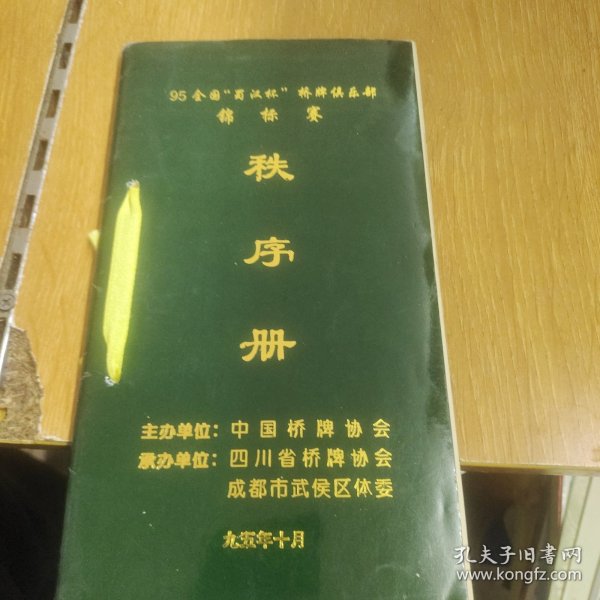 95全国“蜀汉杯”桥牌俱乐部
錦标赛
秩
序
册
主办单位：中国桥牌协会
承办单位：四川省桥牌协会
成都市武侯区体委
九五年十月
孔夫子旧书网
www.kongfz.com